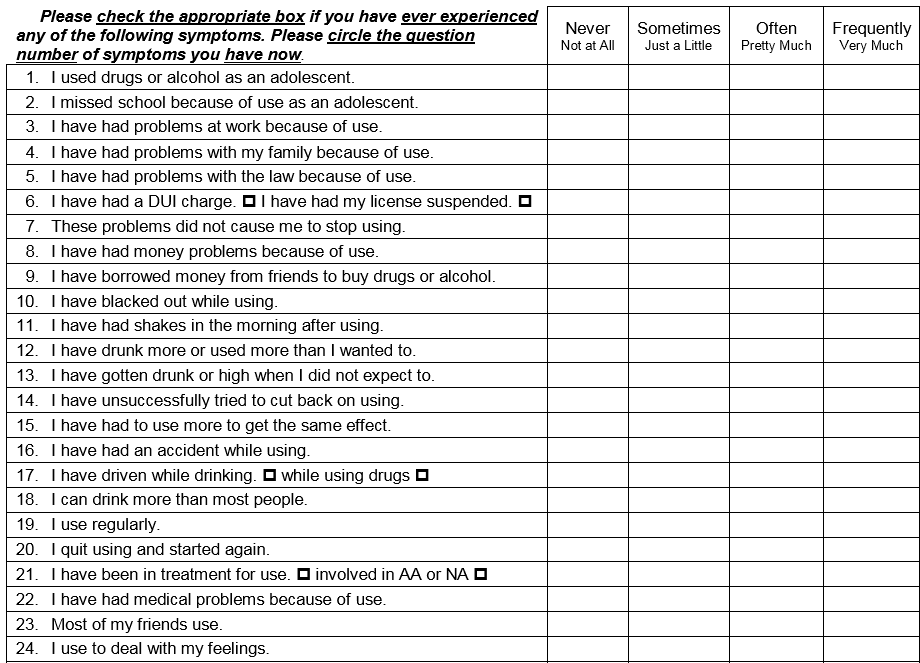 Please check the appropriate box if you have ever experienced
any of the following symptoms. Please circle the question
number of symptoms you have now.
Never
Not at All
Sometimes
Just a Little
Often
Pretty Much
Frequently
Very Much
1. I used drugs or alcohol as an adolescent.
2. I missed school because of use as an adolescent.
3. I have had problems at work because of use.
4. I have had problems with my family because of use.
5. I have had problems with the law because of use.
6. I have had a DUI charge. ☐ I have had my license suspended. ☐
7. These problems did not cause me to stop using.
8. I have had money problems because of use.
9. I have borrowed money from friends to buy drugs or alcohol.
10. I have blacked out while using.
11. I have had shakes in the morning after using.
12. I have drunk more or used more than I wanted to.
13. I have gotten drunk or high when I did not expect to.
14. I have unsuccessfully tried to cut back on using.
15. I have had to use more to get the same effect.
16. I have had an accident while using.
17. I have driven while drinking. ☐ while using drugs ☐
18. I can drink more than most people.
19. I use regularly.
20. I quit using and started again.
21. I have been in treatment for use. ☐ involved in AA or NA ☐
22. I have had medical problems because of use.
23. Most of my friends use.
24. I use to deal with my feelings.